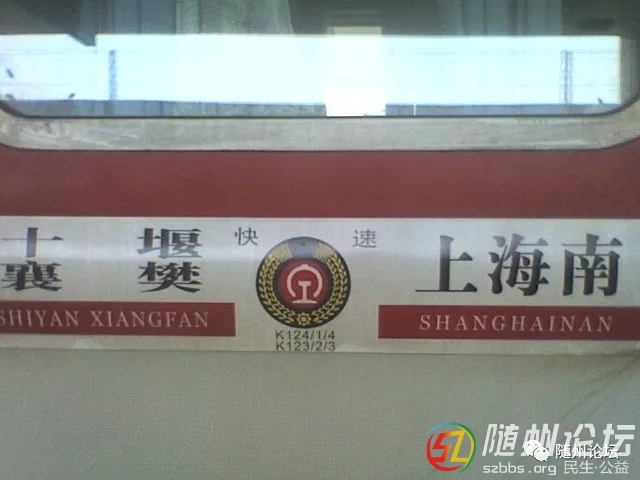 十堰
襄樊
快速
上海南
SHIYAN XIANGFAN
SHANGHAINAN
K124/1/4
K123/2/3
随州论坛
szbbs.org 民生·公益
随州论坛